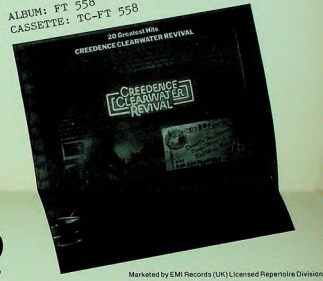 ALBUM: FT 558
CASSETTE: TC-FT 558
20 Greatest Hits
CREEDENCE CLEARWATER REVIVAL
CREEDENCE
CLEARWATER
REVIVAL
Marketed by EMI Records (UK) Licensed Repertoire Division